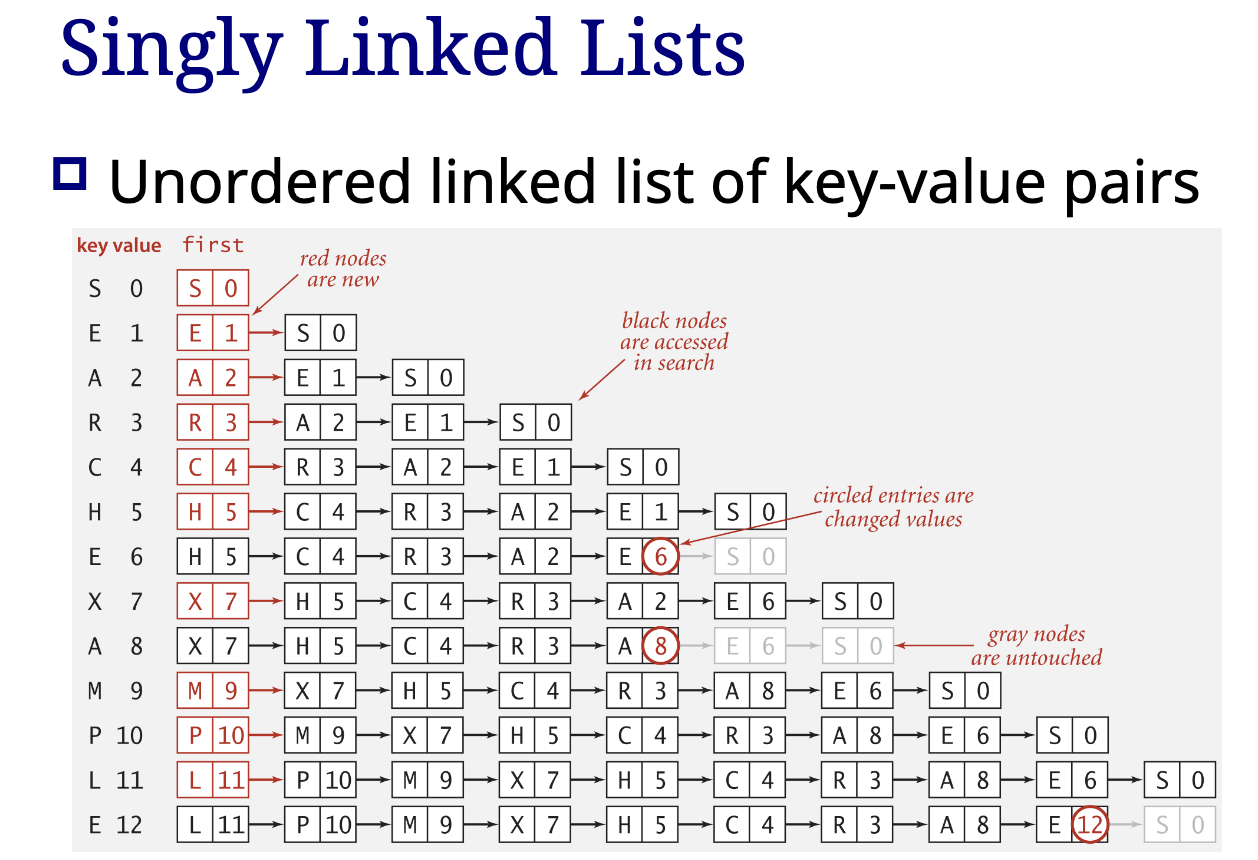 Singly Linked Lists
Unordered linked list of key-value pairs
key value first
red nodes
are new
S 0 S 0
E 1 E 1 S 0
black nodes
are accessed
in search
A 2 A 2 E 1 S 0
R 3 R 3 A 2 E 1 S 0
C 4 C 4 R 3 A 2 E 1 S 0
circled entries are
changed values
H 5 H 5 C 4 R 3 A 2 E 1 S 0
E 6 H 5 C 4 R 3 A 2 E 6 S 0
X 7 X 7 H 5 C 4 R 3 A 2 E 6 S 0
A 8 X 7 H 5 C 4 R 3 A 8 E 6 S 0
gray nodes
are untouched
M 9 M 9 X 7 H 5 C 4 R 3 A 8 E 6 S 0
P 10 P 10 M 9 X 7 H 5 C 4 R 3 A 8 E 6 S 0
L 11 L 11 P 10 M 9 X 7 H 5 C 4 R 3 A 8 E 6 S 0
E 12 L 11 P 10 M 9 X 7 H 5 C 4 R 3 A 8 E 12 S 0